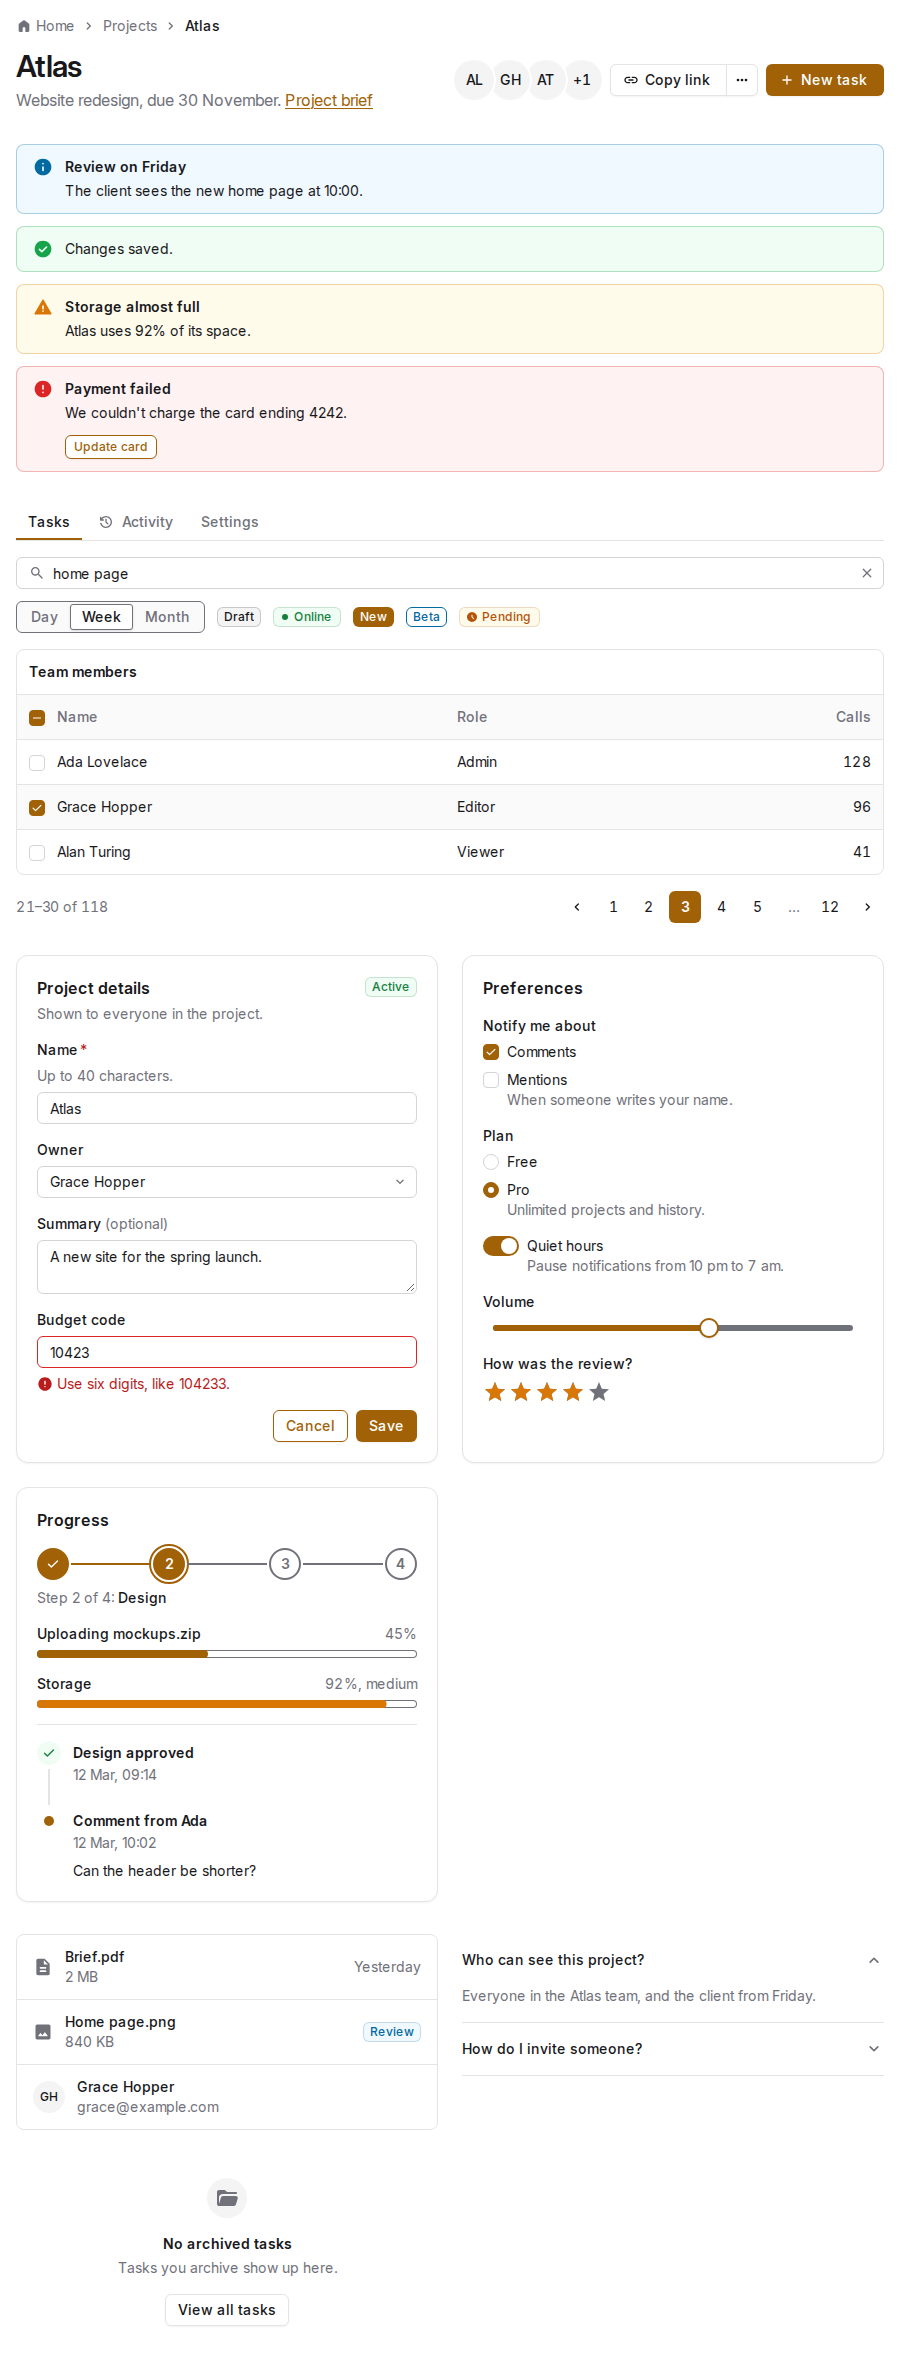 Home > Projects > Atlas
Atlas
Website redesign, due 30 November. Project brief
AL GH AT +1 Copy link ... + New task
Review on Friday
The client sees the new home page at 10:00.
Changes saved.
Storage almost full
Atlas uses 92% of its space.
Payment failed
We couldn't charge the card ending 4242.
Update card
Tasks Activity Settings
home page
Day Week Month Draft Online New Beta Pending
Team members
Name Role Calls
Ada Lovelace Admin 128
Grace Hopper Editor 96
Alan Turing Viewer 41
21–30 of 118 1 2 3 4 5 … 12
Project details Active
Shown to everyone in the project.
Name *
Up to 40 characters.
Atlas
Owner
Grace Hopper
Summary (optional)
A new site for the spring launch.
Budget code
10423
Use six digits, like 104233.
Cancel Save
Preferences
Notify me about
Comments
Mentions
When someone writes your name.
Plan
Free
Pro
Unlimited projects and history.
Quiet hours
Pause notifications from 10 pm to 7 am.
Volume
How was the review?
Progress
2 3 4
Step 2 of 4: Design
Uploading mockups.zip 45%
Storage 92%, medium
Design approved
12 Mar, 09:14
Comment from Ada
12 Mar, 10:02
Can the header be shorter?
Brief.pdf
2 MB
Yesterday
Home page.png
840 KB
Review
GH
Grace Hopper
grace@example.com
Who can see this project?
Everyone in the Atlas team, and the client from Friday.
How do I invite someone?
No archived tasks
Tasks you archive show up here.
View all tasks